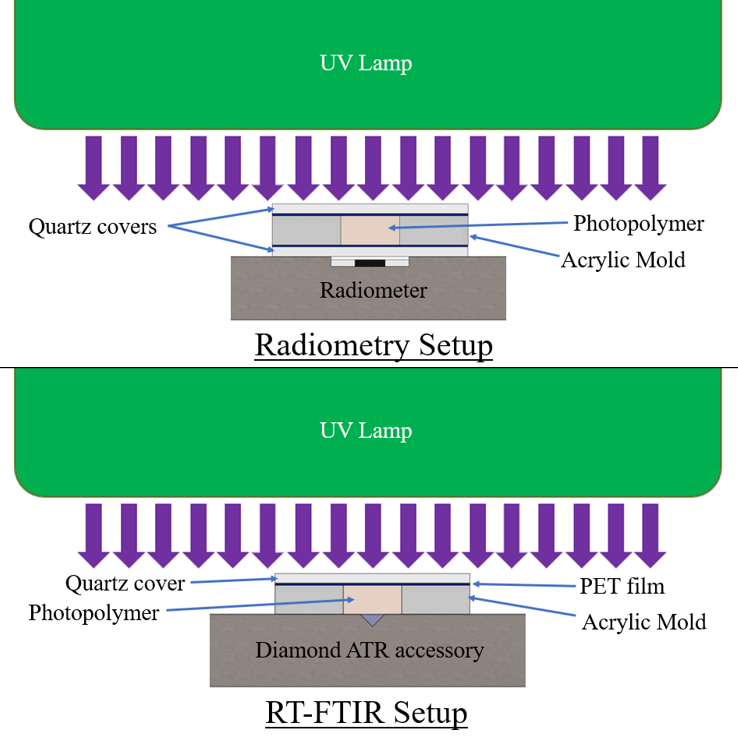 UV Lamp
Quartz covers
Photopolymer
Acrylic Mold
Radiometer
Radiometry Setup
UV Lamp
Quartz cover
PET film
Photopolymer
Acrylic Mold
Diamond ATR accessory
RT-FTIR Setup